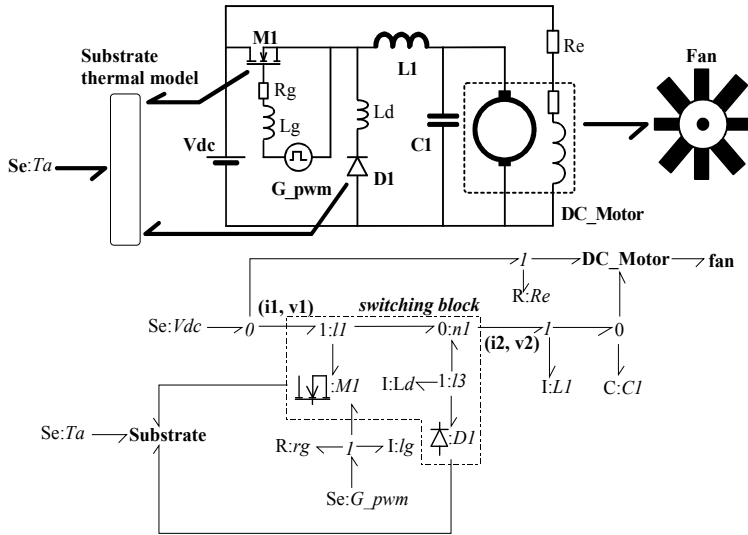 M1
Re
Fan
Substrate
thermal model
L1
Rg
Ld
Lg
Se:Ta
Vdc
C1
G_pwm
D1
DC_Motor
1
DC_Motor
fan
R:Re
(i1, v1)
switching block
Se:Vdc
0
1:l1
0:n1
(i2, v2)
1
0
:M1
I:Ld
1:l3
I:L1
C:C1
Se:Ta
Substrate
R:rg
1
I:lg
:D1
Se:G_pwm